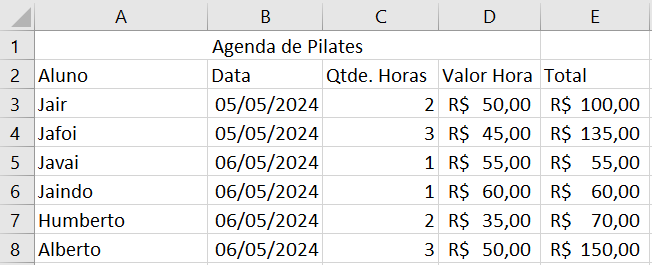 A B C D E
1 Agenda de Pilates
2 Aluno Data Qtde. Horas Valor Hora Total
3 Jair 05/05/2024 2 R$ 50,00 R$ 100,00
4 Jafoi 05/05/2024 3 R$ 45,00 R$ 135,00
5 Javai 06/05/2024 1 R$ 55,00 R$ 55,00
6 Jaindo 06/05/2024 1 R$ 60,00 R$ 60,00
7 Humberto 06/05/2024 2 R$ 35,00 R$ 70,00
8 Alberto 06/05/2024 3 R$ 50,00 R$ 150,00